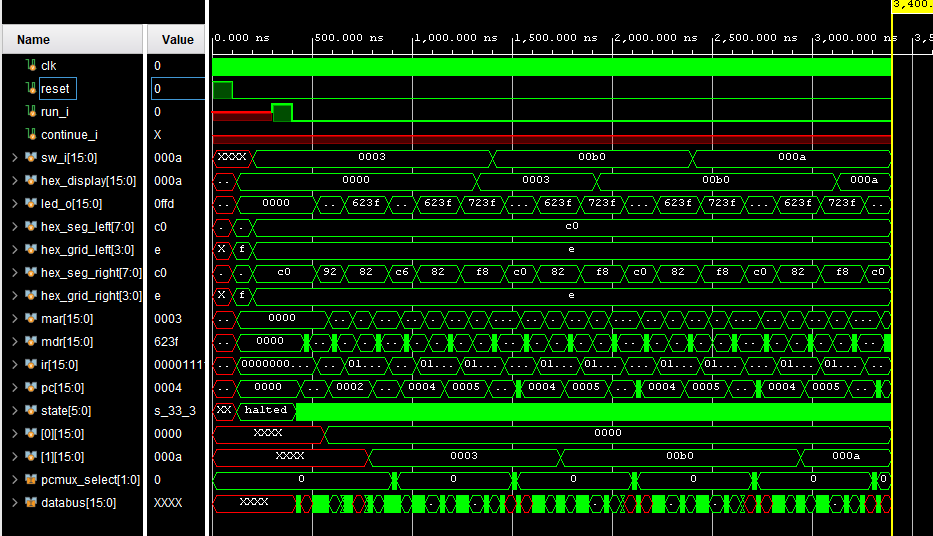 3,400.
Name Value 0.000 ns 500.000 ns 1,000.000 ns 1,500.000 ns 2,000.000 ns 2,500.000 ns 3,000.000 ns 3,5
clk 0
reset 0
run_i 0
continue_i X
sw_i[15:0] 000a XXXX 0003 00b0 000a
hex_display[15:0] 000a .. 0000 0003 00b0 000a
led_o[15:0] 0ffd .. 0000 .. .. 623f .. 623f 723f ... 623f 723f ... 623f 723f ... 623f 723f ..
hex_seg_left[7:0] c0 . . c0
hex_grid_left[3:0] e X f e
hex_seg_right[7:0] c0 . . c0 92 82 c6 82 f8 c0 82 f8 c0 82 f8 c0 82 f8 c0
hex_grid_right[3:0] e X f e
mar[15:0] 0003 .. 0000
mdr[15:0] 623f .. 0000
ir[15:0] 0000111 .. 0000000...
pc[15:0] 0004 .. 0000 .. 0002 .. 0004 0005 0004 0005 .. 0004 0005 .. 0004 0005 ..
state[5:0] s_33_3 XX halted
[0][15:0] 0000 XXXX 0000
[1][15:0] 000a XXXX 0003 00b0 000a
pcmux_select[1:0] 0 0 0 0 0 0 0
databus[15:0] XXXX XXXX